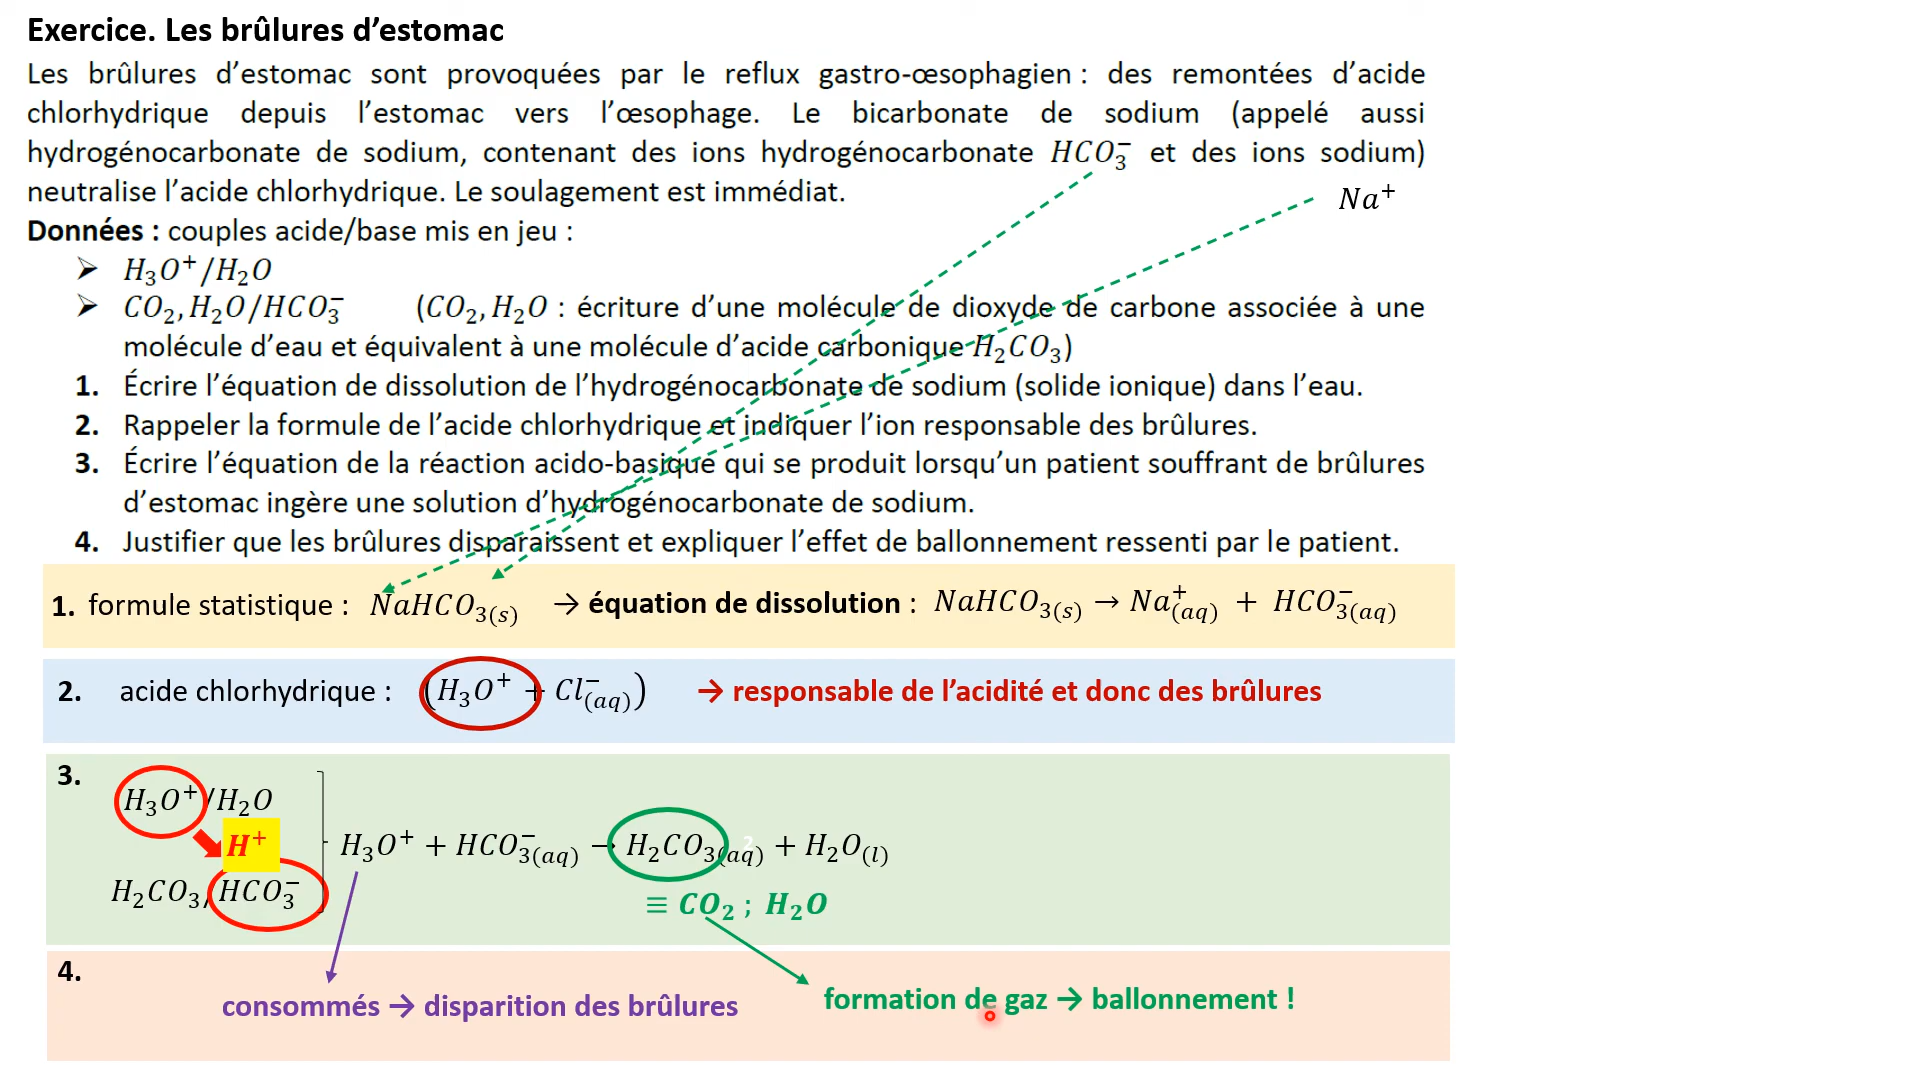 Exercice. Les brûlures d’estomac
Les brûlures d’estomac sont provoquées par le reflux gastro-œsophagien : des remontées d’acide
chlorhydrique depuis l’estomac vers l’œsophage. Le bicarbonate de sodium (appelé aussi
hydrogénocarbonate de sodium, contenant des ions hydrogénocarbonate HCO₃⁻ et des ions sodium)
neutralise l’acide chlorhydrique. Le soulagement est immédiat.
Na⁺
Données : couples acide/base mis en jeu :
➢ H₃O⁺/H₂O
➢ CO₂,H₂O/HCO₃⁻ (CO₂,H₂O : écriture d’une molécule de dioxyde de carbone associée à une
molécule d’eau et équivalent à une molécule d’acide carbonique H₂CO₃)
1. Écrire l’équation de dissolution de l’hydrogénocarbonate de sodium (solide ionique) dans l’eau.
2. Rappeler la formule de l’acide chlorhydrique et indiquer l’ion responsable des brûlures.
3. Écrire l’équation de la réaction acido-basique qui se produit lorsqu’un patient souffrant de brûlures
d’estomac ingère une solution d’hydrogénocarbonate de sodium.
4. Justifier que les brûlures disparaissent et expliquer l’effet de ballonnement ressenti par le patient.
1. formule statistique : NaHCO₃₍s₎ → équation de dissolution : NaHCO₃₍s₎ → Na⁺₍aq₎ + HCO₃⁻₍aq₎
2. acide chlorhydrique : (H₃O⁺ + Cl⁻₍aq₎) → responsable de l’acidité et donc des brûlures
3.
H₃O⁺/H₂O
H⁺
H₃O⁺ + HCO₃⁻₍aq₎ → H₂CO₃₍aq₎ + H₂O₍l₎
2
H₂CO₃/HCO₃⁻
≡ CO₂ ; H₂O
4.
consommés → disparition des brûlures
formation de gaz → ballonnement !